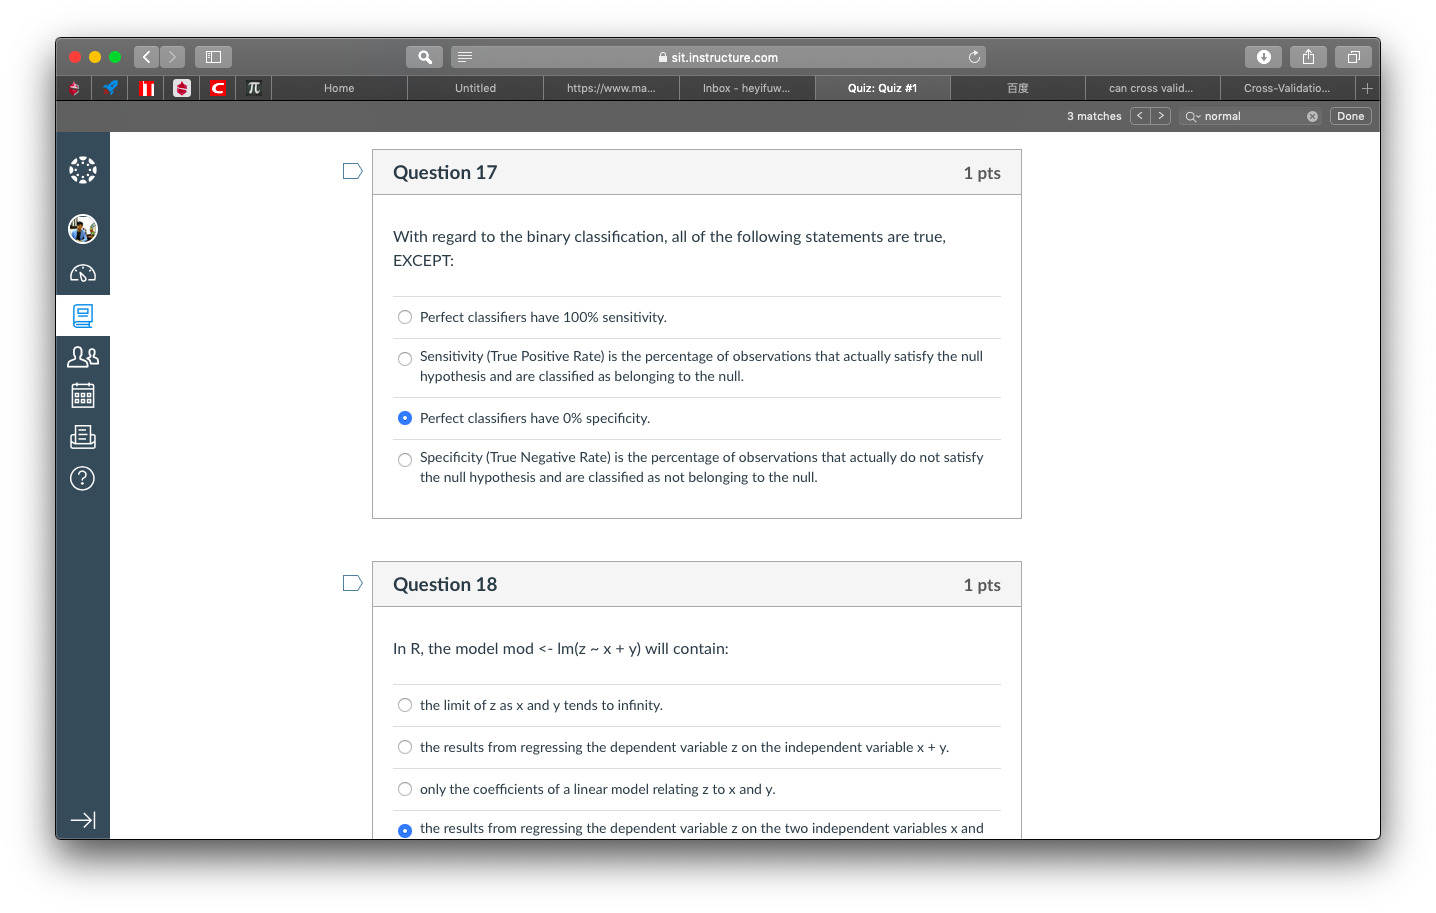 sit.instructure.com
Home
Untitled
https://www.ma...
Inbox - heyifuw...
Quiz: Quiz #1
百度
can cross valid...
Cross-Validatio...
3 matches
normal
Done
Question 17
1 pts
With regard to the binary classification, all of the following statements are true,
EXCEPT:
Perfect classifiers have 100% sensitivity.
Sensitivity (True Positive Rate) is the percentage of observations that actually satisfy the null
hypothesis and are classified as belonging to the null.
Perfect classifiers have 0% specificity.
Specificity (True Negative Rate) is the percentage of observations that actually do not satisfy
the null hypothesis and are classified as not belonging to the null.
Question 18
1 pts
In R, the model mod <- lm(z ~ x + y) will contain:
the limit of z as x and y tends to infinity.
the results from regressing the dependent variable z on the independent variable x + y.
only the coefficients of a linear model relating z to x and y.
the results from regressing the dependent variable z on the two independent variables x and